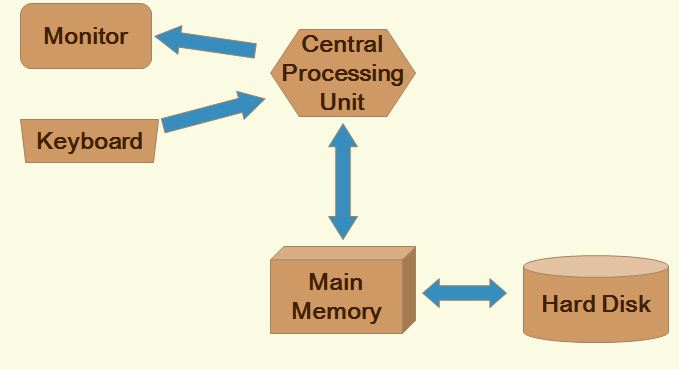 Monitor
Central
Processing
Unit
Keyboard
Main
Memory
Hard Disk